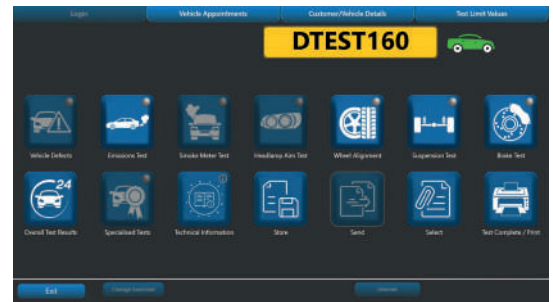 Login Vehicle Appointments Customer/Vehicle Details Test Limit Values
DTEST160
Vehicle Defects Emissions Test Smoke Meter Test Headlamp Aim Test Wheel Alignment Suspension Test Brake Test
24
Overall Test Results Specialised Tests Technical Information Store Send Select Test Complete / Print
Exit